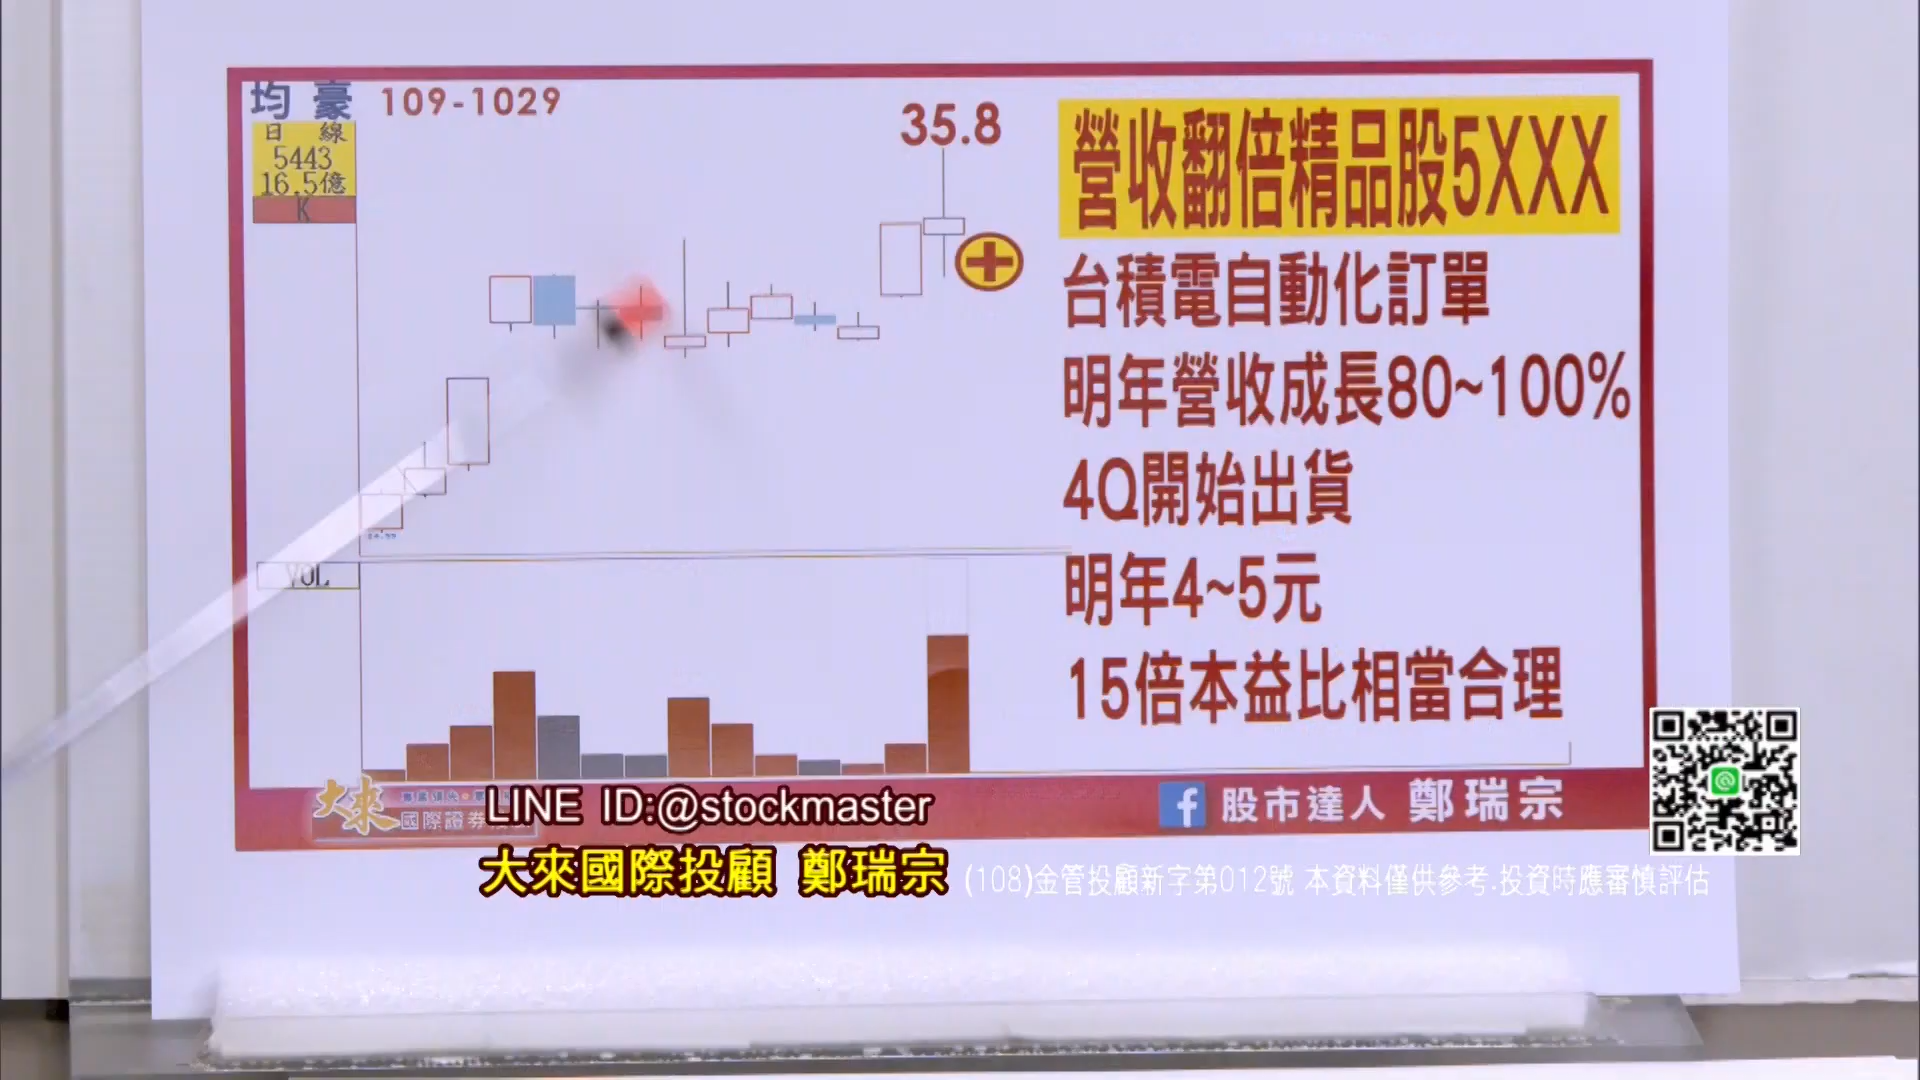 均豪 109-1029
日線
5443
16.5億
K
35.8
營收翻倍精品股5XXX
台積電自動化訂單
明年營收成長80~100%
4Q開始出貨
明年4~5元
15倍本益比相當合理
VOL
大來
國際證券
LINE ID:@stockmaster
股市達人 鄭瑞宗
大來國際投顧 鄭瑞宗
(108)金管投顧新字第012號 本資料僅供參考.投資時應審慎評估